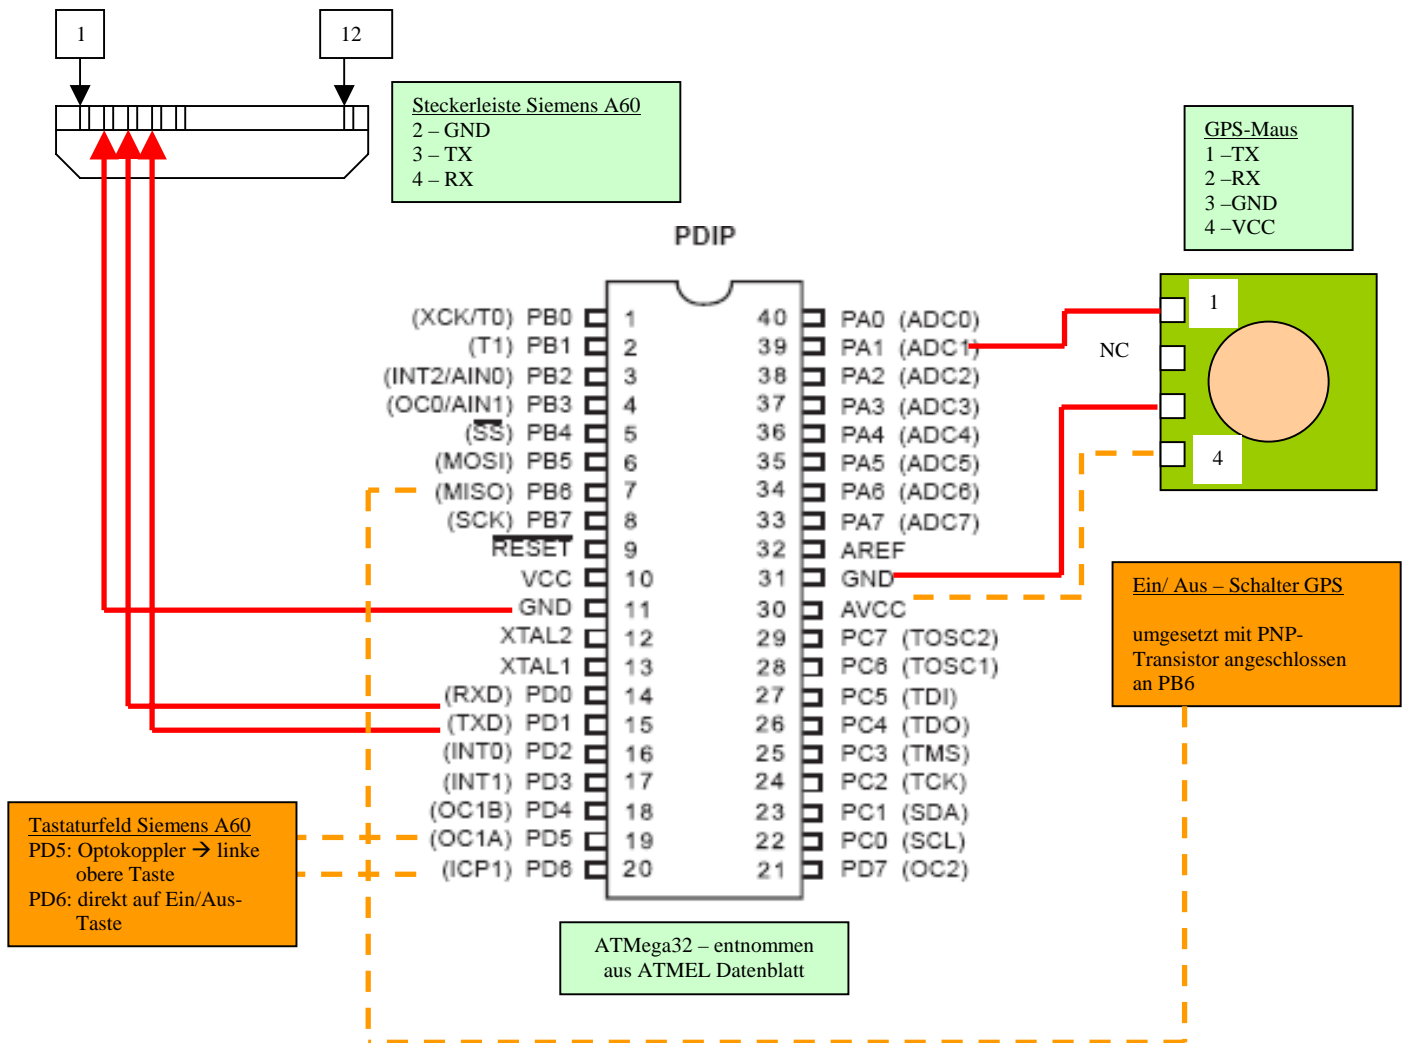 1
12
Steckerleiste Siemens A60
2 – GND
3 – TX
4 – RX
GPS-Maus
1 –TX
2 –RX
3 –GND
4 –VCC
PDIP
1
NC
4
(XCK/T0) PB0 1 40 PA0 (ADC0)
(T1) PB1 2 39 PA1 (ADC1)
(INT2/AIN0) PB2 3 38 PA2 (ADC2)
(OC0/AIN1) PB3 4 37 PA3 (ADC3)
(SS) PB4 5 36 PA4 (ADC4)
(MOSI) PB5 6 35 PA5 (ADC5)
(MISO) PB6 7 34 PA6 (ADC6)
(SCK) PB7 8 33 PA7 (ADC7)
RESET 9 32 AREF
VCC 10 31 GND
GND 11 30 AVCC
XTAL2 12 29 PC7 (TOSC2)
XTAL1 13 28 PC6 (TOSC1)
(RXD) PD0 14 27 PC5 (TDI)
(TXD) PD1 15 26 PC4 (TDO)
(INT0) PD2 16 25 PC3 (TMS)
(INT1) PD3 17 24 PC2 (TCK)
(OC1B) PD4 18 23 PC1 (SDA)
(OC1A) PD5 19 22 PC0 (SCL)
(ICP1) PD6 20 21 PD7 (OC2)
Ein/ Aus – Schalter GPS
umgesetzt mit PNP-
Transistor angeschlossen
an PB6
Tastaturfeld Siemens A60
PD5: Optokoppler → linke
obere Taste
PD6: direkt auf Ein/Aus-
Taste
ATMega32 – entnommen
aus ATMEL Datenblatt